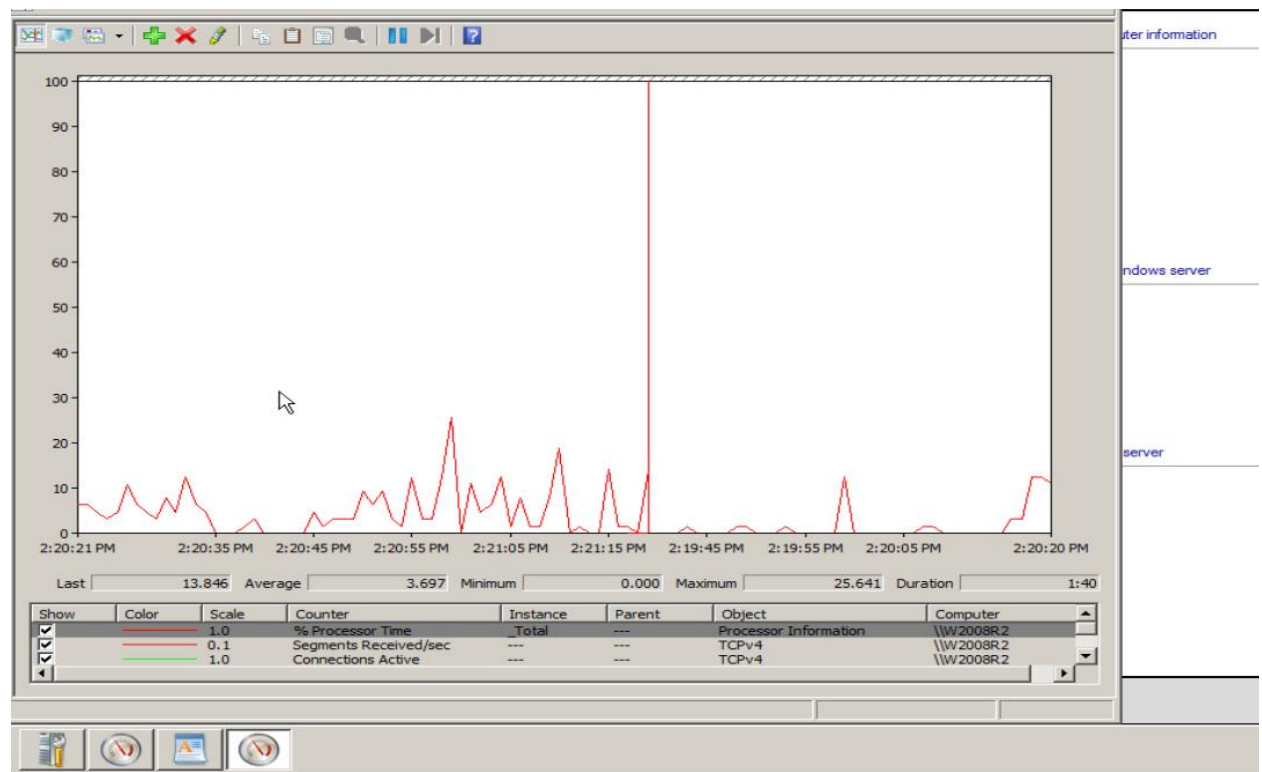 uter information
100
90
80
70
60
ndows server
50
40
30
20
server
10
0
2:20:21 PM 2:20:35 PM 2:20:45 PM 2:20:55 PM 2:21:05 PM 2:21:15 PM 2:19:45 PM 2:19:55 PM 2:20:05 PM 2:20:20 PM
Last 13.846 Average 3.697 Minimum 0.000 Maximum 25.641 Duration 1:40
Show Color Scale Counter Instance Parent Object Computer
1.0 % Processor Time _Total --- Processor Information \\W2008R2
0.1 Segments Received/sec --- --- TCPv4 \\W2008R2
1.0 Connections Active --- --- TCPv4 \\W2008R2